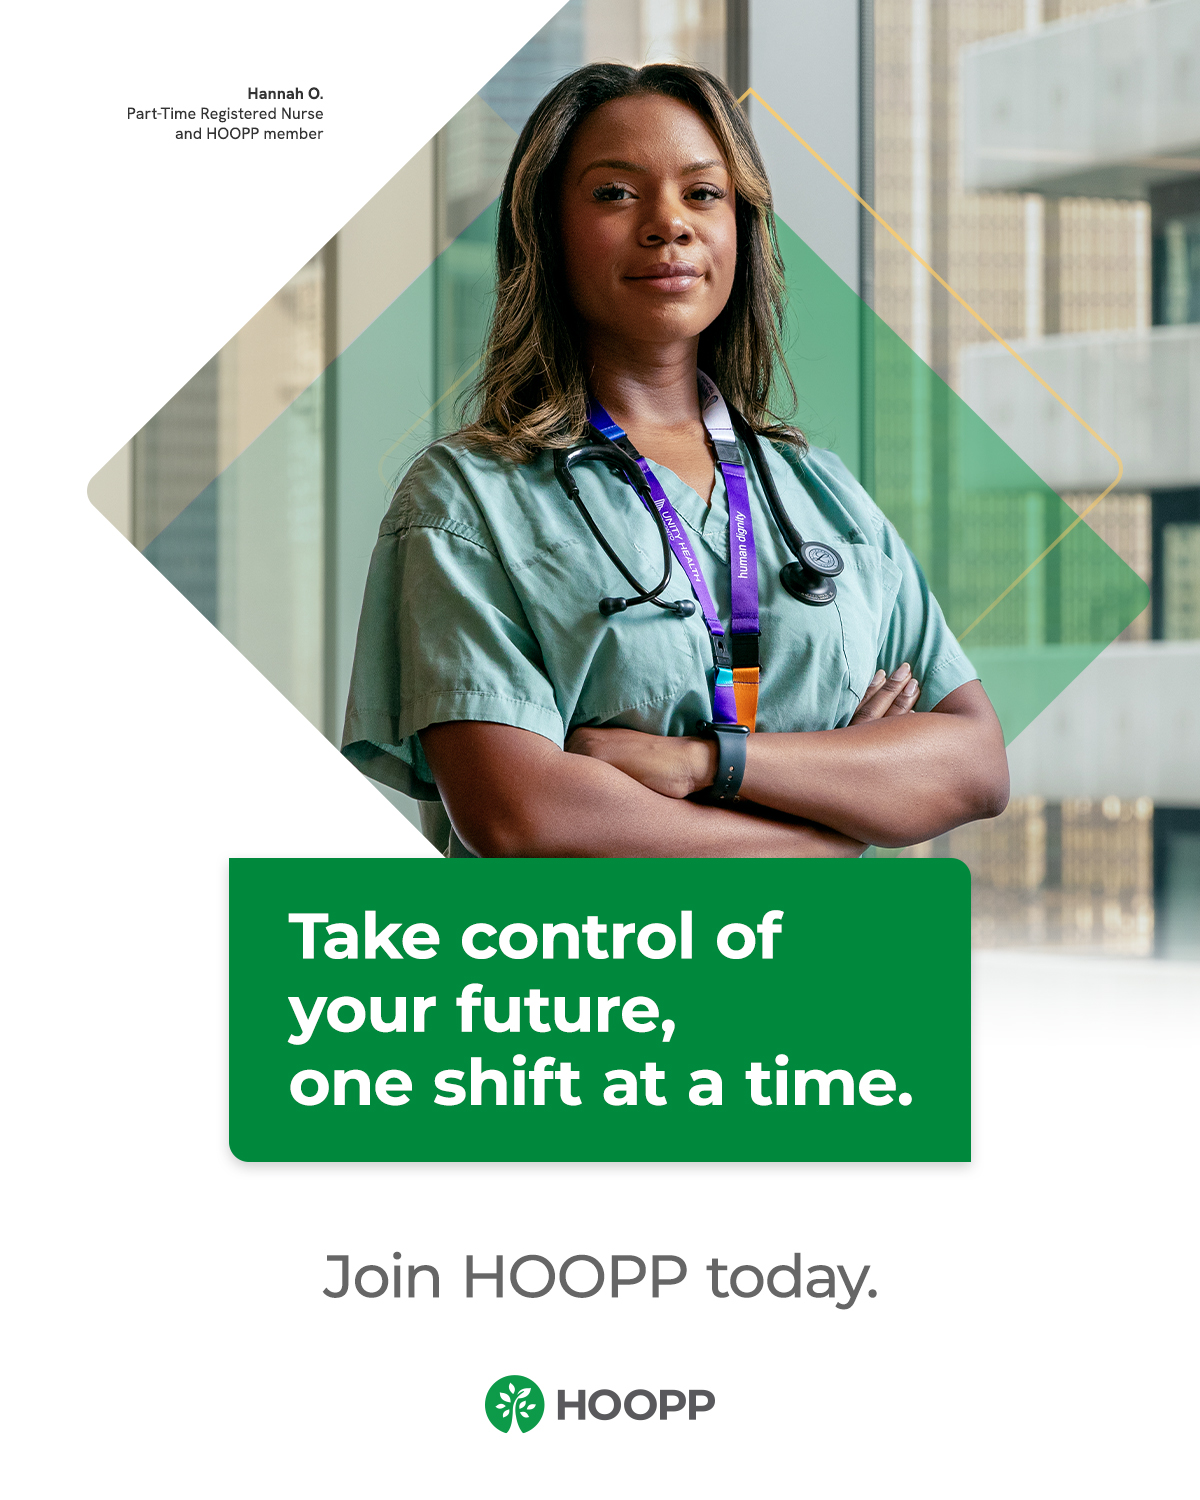 Hannah O.
Part-Time Registered Nurse
and HOOPP member
UNITY HEALTH
human dignity
Take control of
your future,
one shift at a time.
Join HOOPP today.
HOOPP